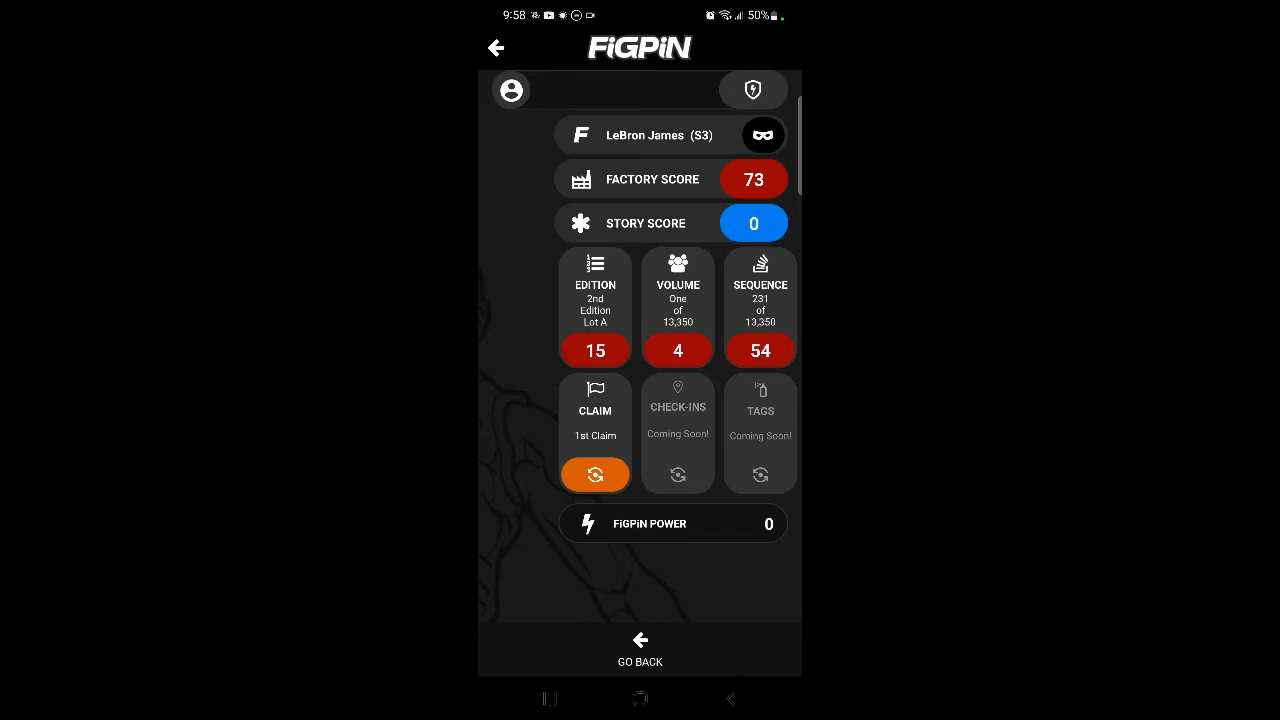 9:58 50%
FiGPiN
LeBron James (S3)
FACTORY SCORE 73
STORY SCORE 0
EDITION
2nd
Edition
Lot A
15
VOLUME
One
of
13,350
4
SEQUENCE
231
of
13,350
54
CLAIM
1st Claim
CHECK-INS
Coming Soon!
TAGS
Coming Soon!
FiGPiN POWER 0
GO BACK